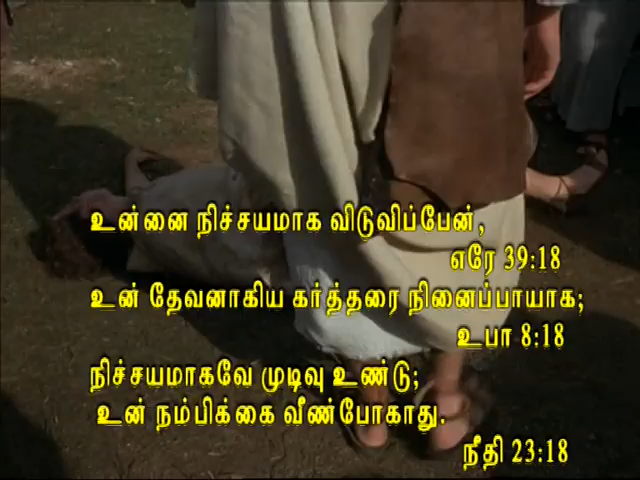 உன்னை நிச்சயமாக விடுவிப்பேன்,
எரே 39:18
உன் தேவனாகிய கர்த்தரை நினைப்பாயாக;
உபா 8:18
நிச்சயமாகவே முடிவு உண்டு;
உன் நம்பிக்கை வீண்போகாது.
நீதி 23:18